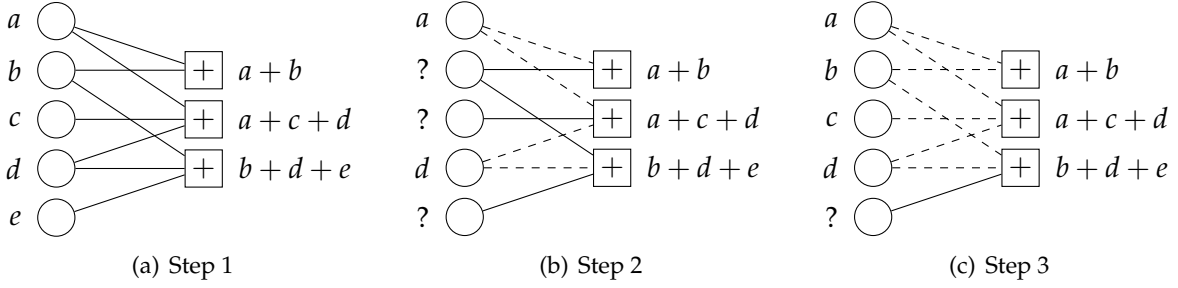 a
+ a + b
b
c + a + c + d
d + b + d + e
e
(a) Step 1
a
+ a + b
?
? + a + c + d
d + b + d + e
?
(b) Step 2
a
+ a + b
b
c + a + c + d
d + b + d + e
?
(c) Step 3